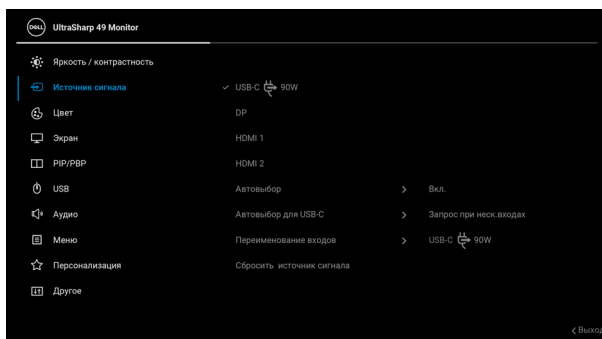 DELL UltraSharp 49 Monitor
Яркость / контрастность
Источник сигнала USB-C 90W
Цвет DP
Экран HDMI 1
PIP/PBP HDMI 2
USB Автовыбор Вкл.
Аудио Автовыбор для USB-C Запрос при неск.входах
Меню Переименование входов USB-C 90W
Персонализация Сбросить источник сигнала
Другое
Выход